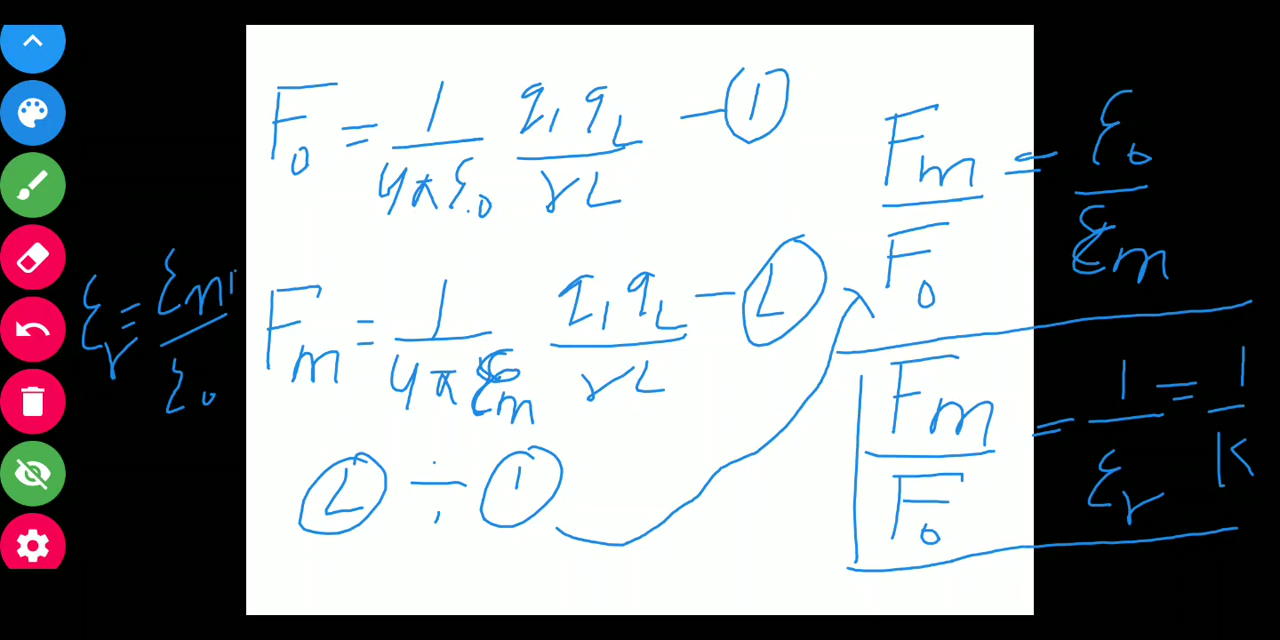 F₀ = 1/4πε₀ q₁q₂/r² — ①
Fm = 1/4πεm q₁q₂/r² — ②
② ÷ ①
εr = εm/ε₀
Fm/F₀ = ε₀/εm
Fm/F₀ = 1/εr = 1/K